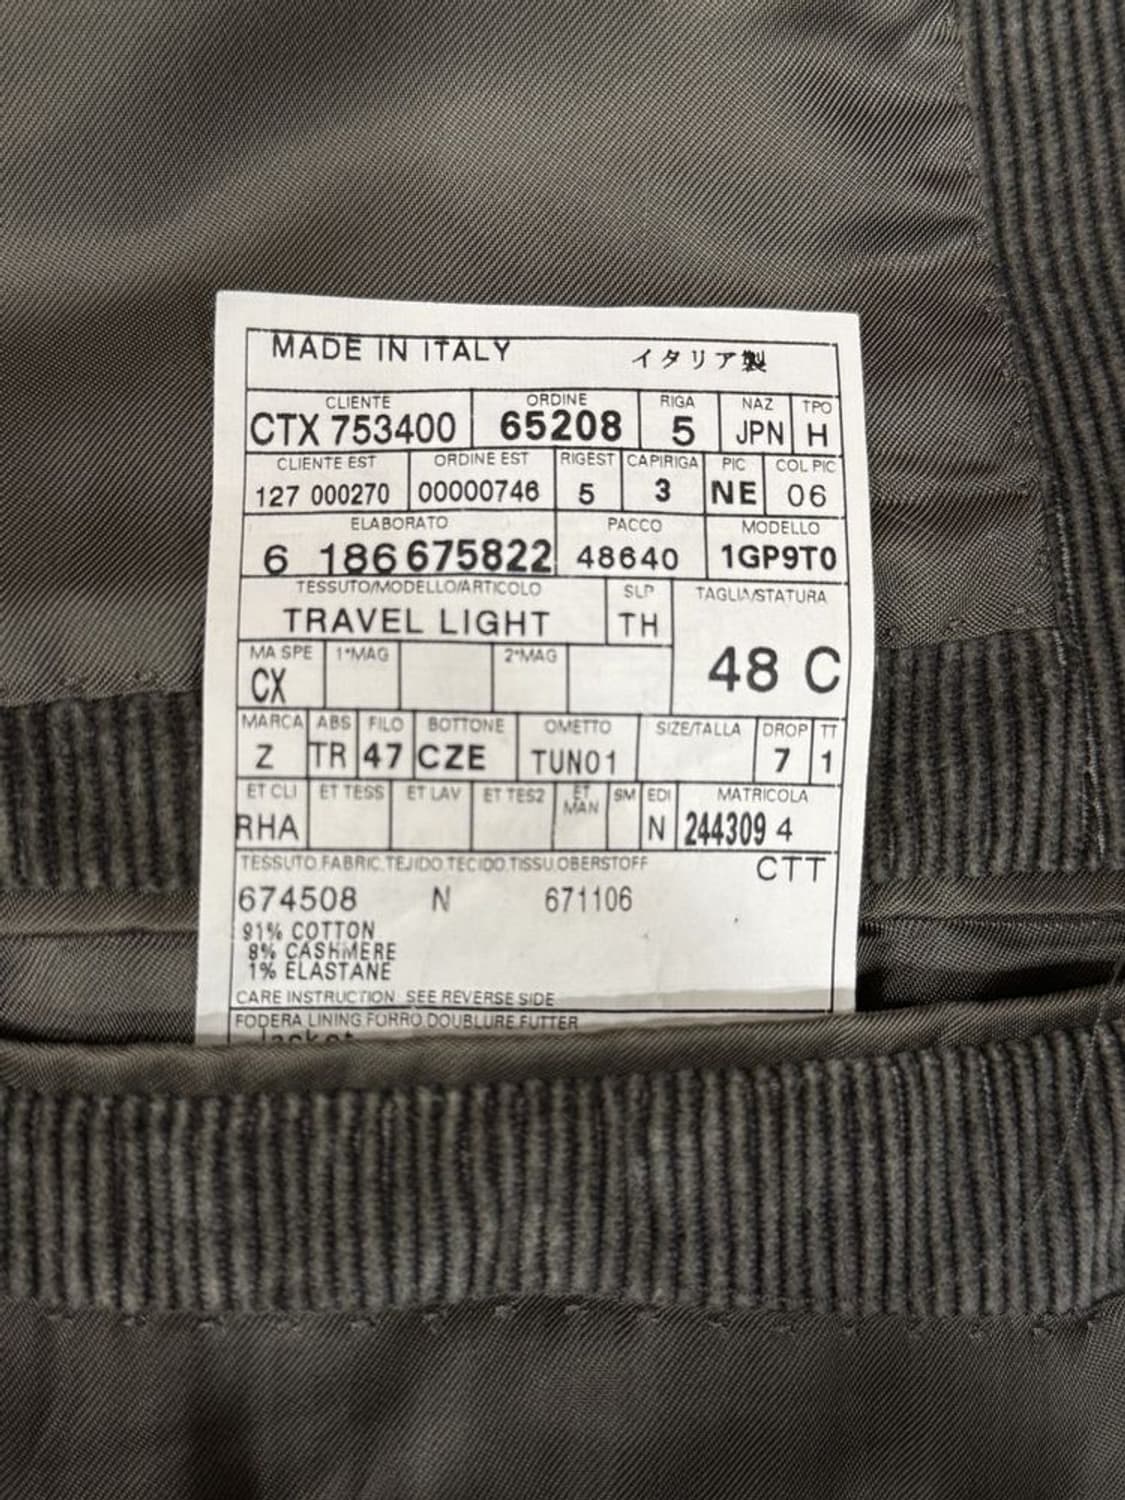 MADE IN ITALY イタリア製
CLIENTE ORDINE RIGA NAZ TPO
CTX 753400 65208 5 JPN H
CLIENTE EST ORDINE EST RIGEST CAPIRIGA PIC COL PIC
127 000270 00000746 5 3 NE 06
ELABORATO PACCO MODELLO
6 186 675822 48640 1GP9T0
TESSUTO/MODELLO/ARTICOLO SLP TAGLIA/STATURA
TRAVEL LIGHT TH 48 C
MA SPE 1°MAG 2°MAG
CX
MARCA ABS FILO BOTTONE OMETTO SIZE/TALLA DROP TT
Z TR 47 CZE TUN01 7 1
ET CLI ET TESS ET LAV ET TES2 ET MAN SM EDI MATRICOLA
RHA N 244309 4
TESSUTO.FABRIC.TEJIDO.TECIDO.TISSU.OBERSTOFF CTT
674508 N 671106
91% COTTON
8% CASHMERE
1% ELASTANE
CARE INSTRUCTION SEE REVERSE SIDE
FODERA LINING FORRO DOUBLURE FUTTER
Jacket